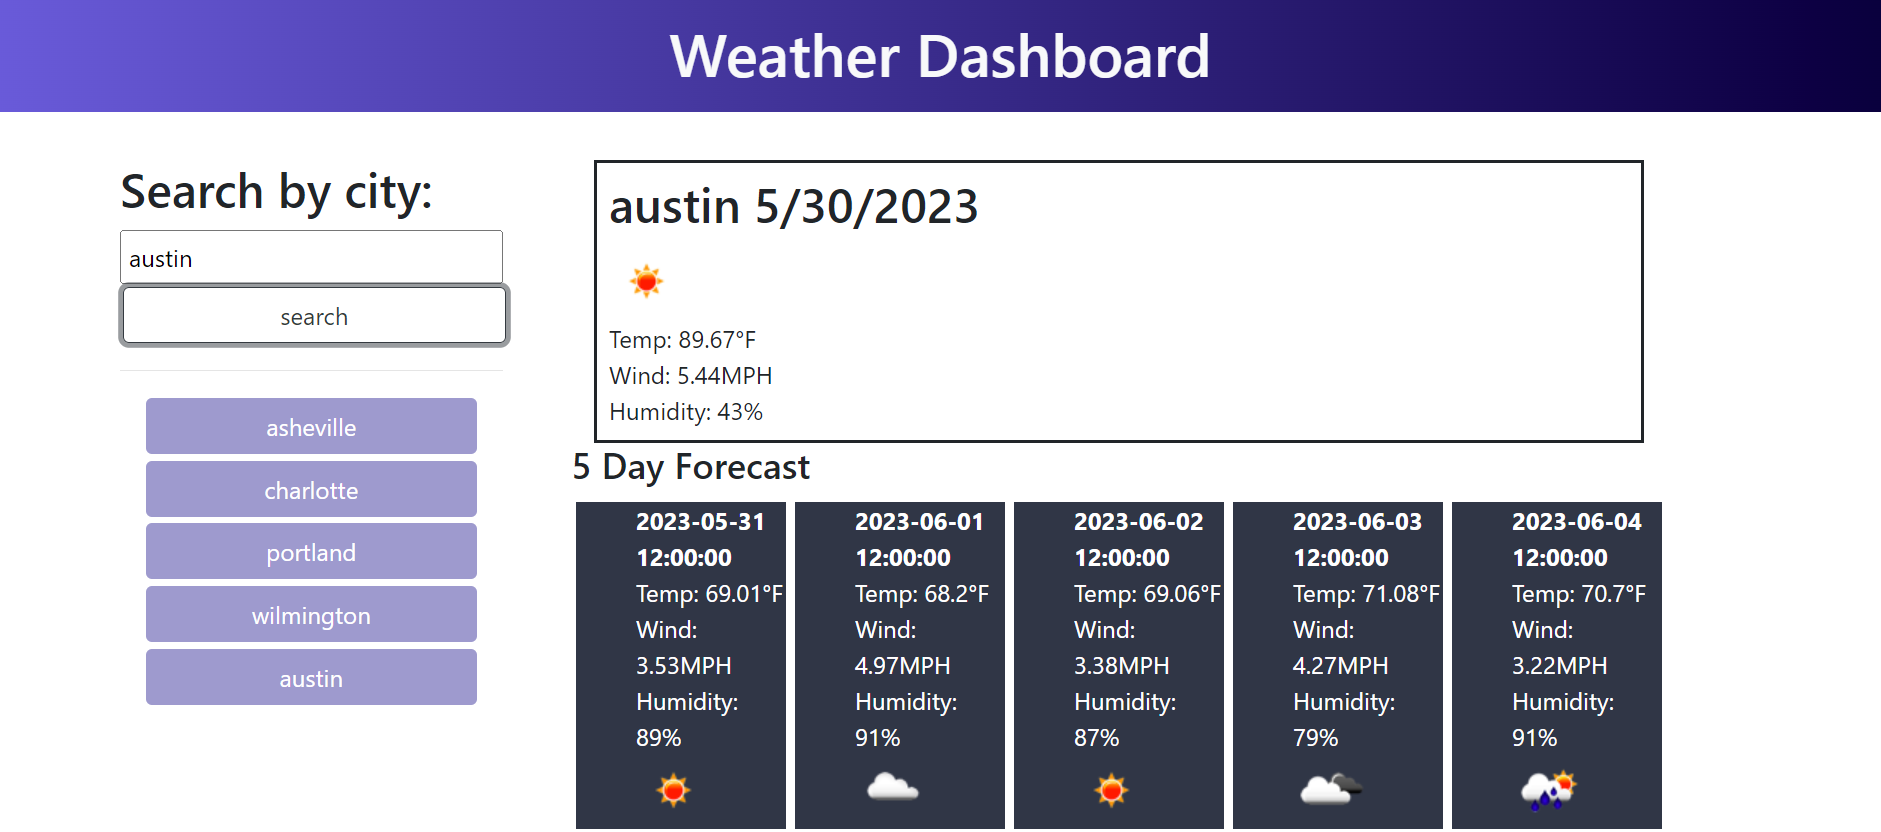 Weather Dashboard
Search by city:
austin
search
asheville
charlotte
portland
wilmington
austin
austin 5/30/2023
Temp: 89.67°F
Wind: 5.44MPH
Humidity: 43%
5 Day Forecast
2023-05-31
12:00:00
Temp: 69.01°F
Wind:
3.53MPH
Humidity:
89%
2023-06-01
12:00:00
Temp: 68.2°F
Wind:
4.97MPH
Humidity:
91%
2023-06-02
12:00:00
Temp: 69.06°F
Wind:
3.38MPH
Humidity:
87%
2023-06-03
12:00:00
Temp: 71.08°F
Wind:
4.27MPH
Humidity:
79%
2023-06-04
12:00:00
Temp: 70.7°F
Wind:
3.22MPH
Humidity:
91%